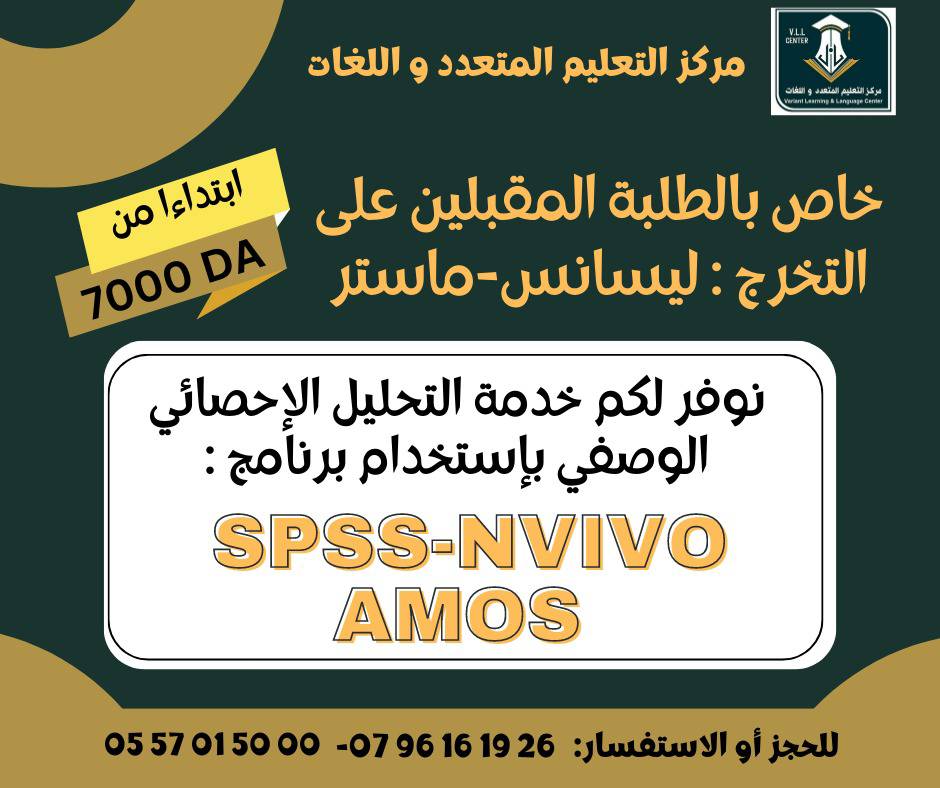 V.L.L
CENTER
مركز التعليم المتعدد و اللغات
Variant Learning & Language Center
مركز التعليم المتعدد و اللغات
خاص بالطلبة المقبلين على
التخرج : ليسانس-ماستر
ابتداءا من
7000 DA
نوفر لكم خدمة التحليل الإحصائي
الوصفي بإستخدام برنامج :
SPSS-NVIVO
AMOS
للحجز أو الاستفسار: 07 96 16 19 26- 05 57 01 50 00